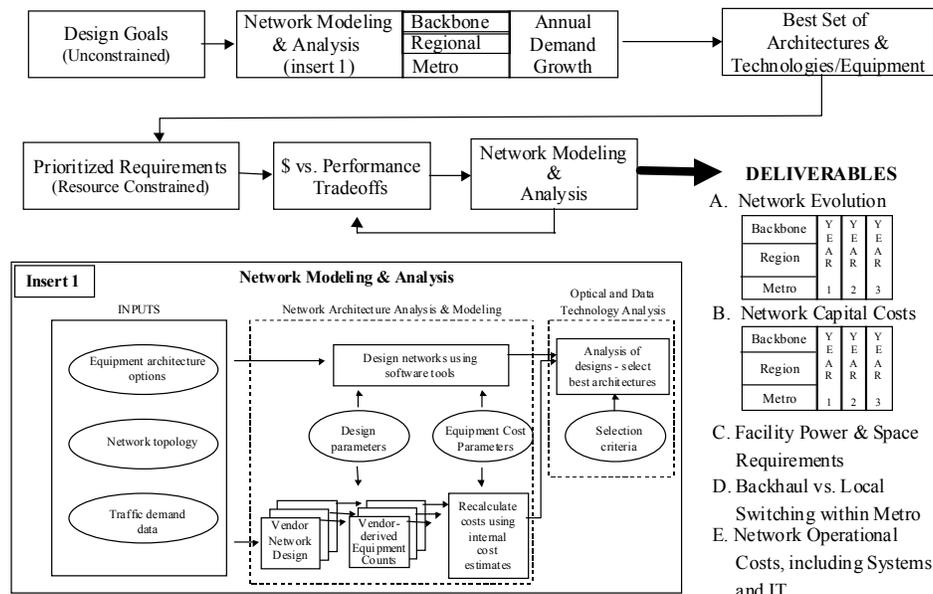 Design Goals
(Unconstrained)
Network Modeling
& Analysis
(insert 1)
Backbone
Regional
Metro
Annual
Demand
Growth
Best Set of
Architectures &
Technologies/Equipment
Prioritized Requirements
(Resource Constrained)
$ vs. Performance
Tradeoffs
Network Modeling
&
Analysis
DELIVERABLES
A. Network Evolution
Backbone
Region
Metro
YEAR 1
YEAR 2
YEAR 3
B. Network Capital Costs
Backbone
Region
Metro
YEAR 1
YEAR 2
YEAR 3
C. Facility Power & Space
Requirements
D. Backhaul vs. Local
Switching within Metro
E. Network Operational
Costs, including Systems
and IT
Insert 1
Network Modeling & Analysis
INPUTS
Equipment architecture
options
Network topology
Traffic demand
data
Network Architecture Analysis & Modeling
Design networks using
software tools
Design
parameters
Equipment Cost
Parameters
Vendor
Network
Design
Vendor-
derived
Equipment
Counts
Recalculate
costs using
internal
cost
estimates
Optical and Data
Technology Analysis
Analysis of
designs - select
best architectures
Selection
criteria